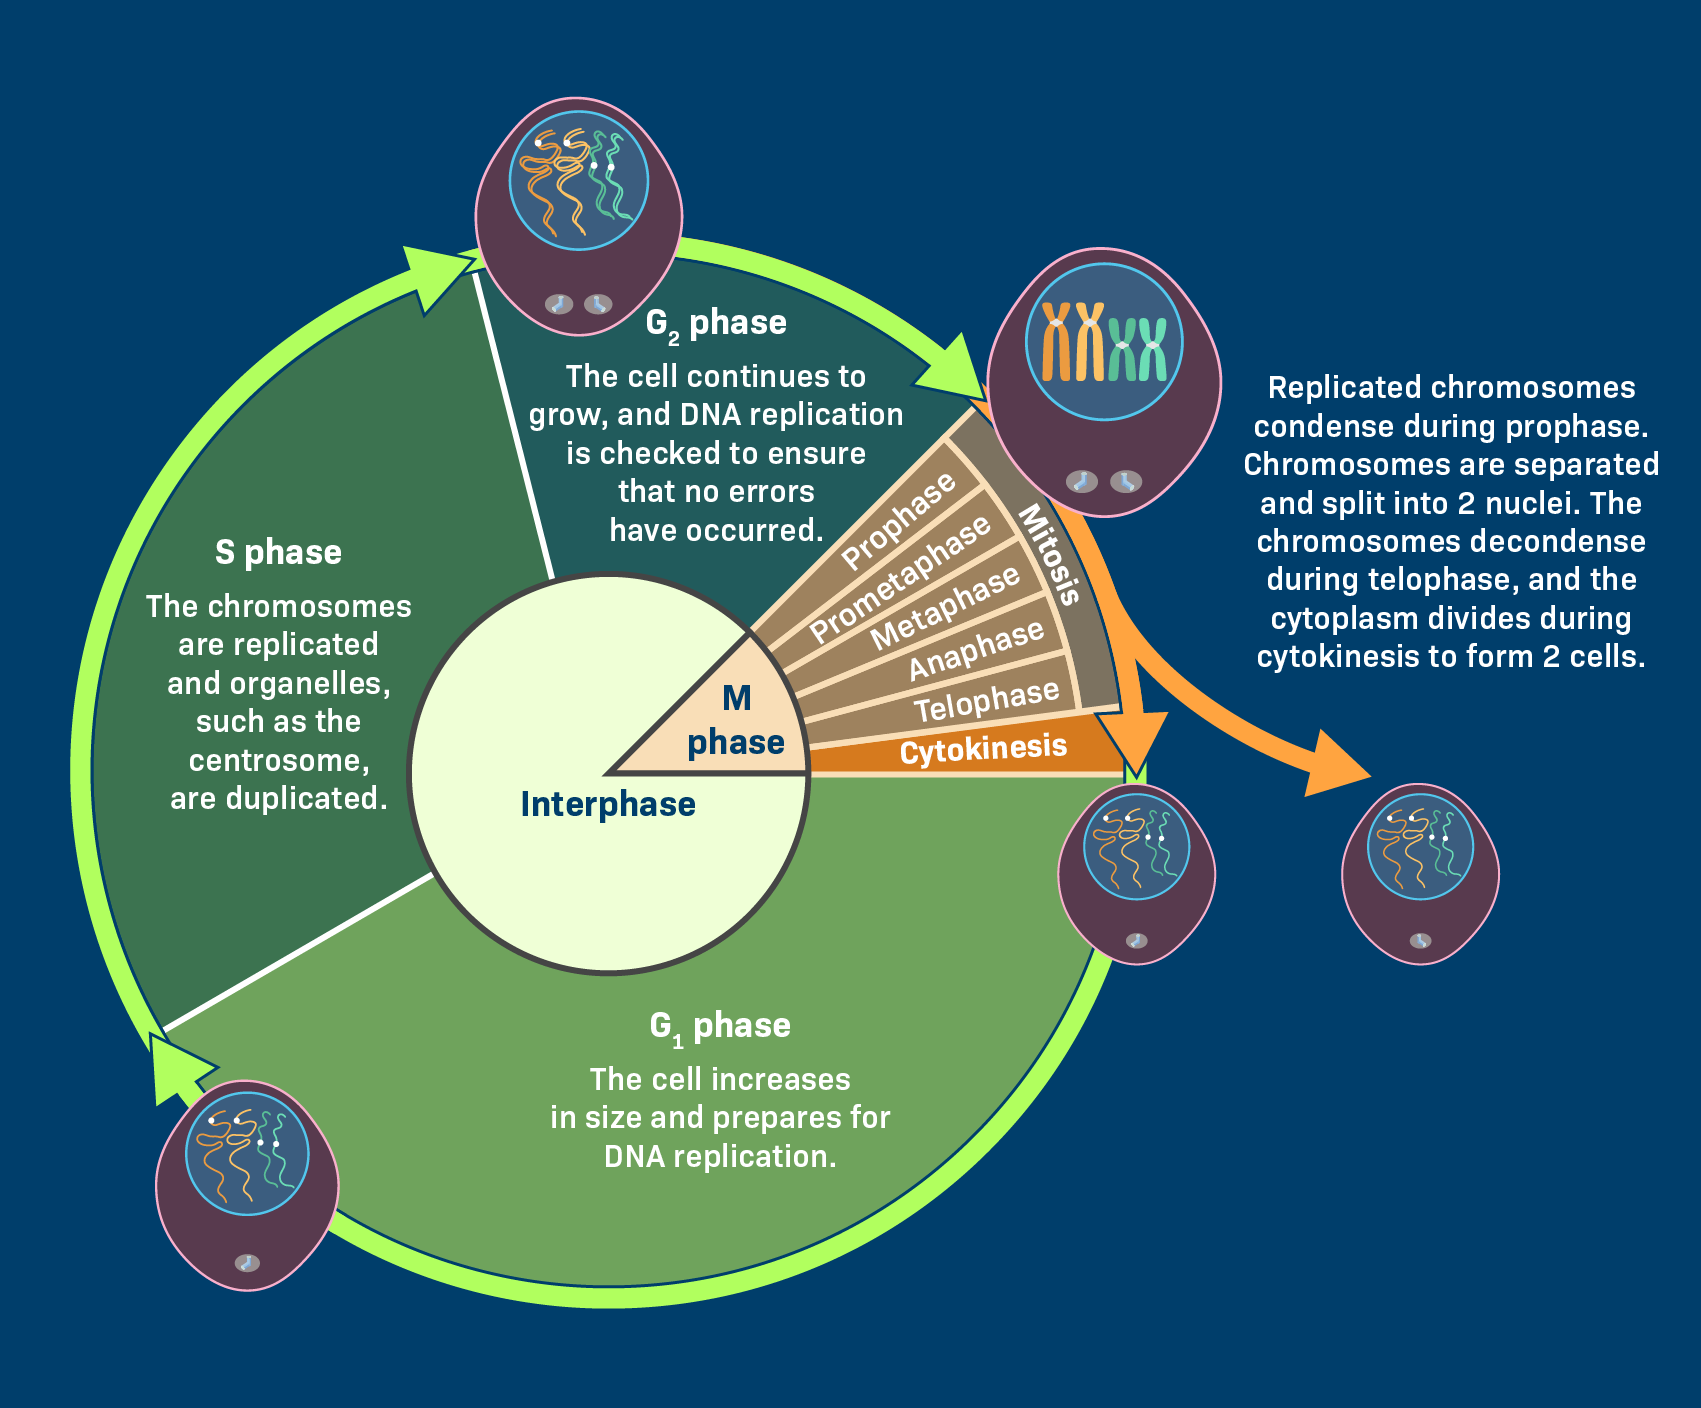 G2 phase
The cell continues to
grow, and DNA replication
is checked to ensure
that no errors
have occurred.
Prophase
Prometaphase
Metaphase
Anaphase
Telophase
Mitosis
Cytokinesis
M
phase
Interphase
Replicated chromosomes
condense during prophase.
Chromosomes are separated
and split into 2 nuclei. The
chromosomes decondense
during telophase, and the
cytoplasm divides during
cytokinesis to form 2 cells.
S phase
The chromosomes
are replicated
and organelles,
such as the
centrosome,
are duplicated.
G1 phase
The cell increases
in size and prepares for
DNA replication.